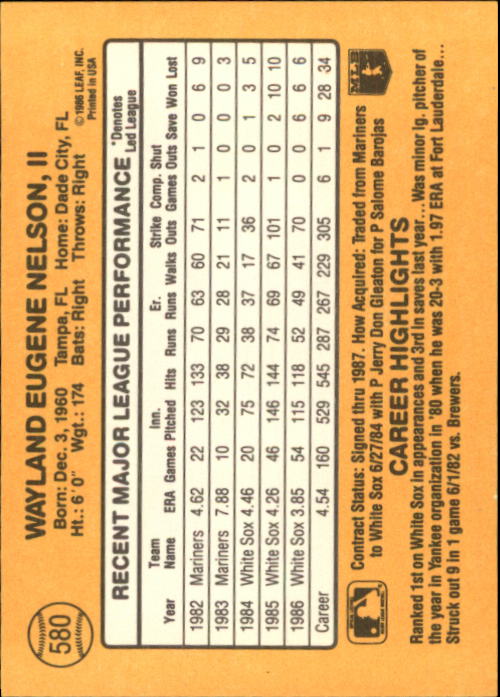 580
WAYLAND EUGENE NELSON, II
Born: Dec. 3, 1960 Tampa, FL Home: Dade City, FL
Ht.: 6' 0" Wgt.: 174 Bats: Right Throws: Right
©1986 LEAF, INC.
Printed in USA
RECENT MAJOR LEAGUE PERFORMANCE *Denotes Led League
Year Team Name ERA Games Inn. Pitched Hits Runs Er. Runs Walks Strike Outs Comp. Games Shut Outs Save Won Lost
1982 Mariners 4.62 22 123 133 70 63 60 71 2 1 0 6 9
1983 Mariners 7.88 10 32 38 29 28 21 11 1 0 0 0 3
1984 White Sox 4.46 20 75 72 38 37 17 36 2 0 1 3 5
1985 White Sox 4.26 46 146 144 74 69 67 101 1 0 2 10 10
1986 White Sox 3.85 54 115 118 52 49 41 70 0 0 6 6 6
Career 4.54 160 529 545 287 267 229 305 6 1 9 28 34
Contract Status: Signed thru 1987. How Acquired: Traded from Mariners
to White Sox 6/27/84 with P Jerry Don Gleaton for P Salome Barojas
MLB
CAREER HIGHLIGHTS
Ranked 1st on White Sox in appearances and 3rd in saves last year...Was minor lg. pitcher of
the year in Yankee organization in '80 when he was 20-3 with 1.97 ERA at Fort Lauderdale...
Struck out 9 in 1 game 6/1/82 vs. Brewers.